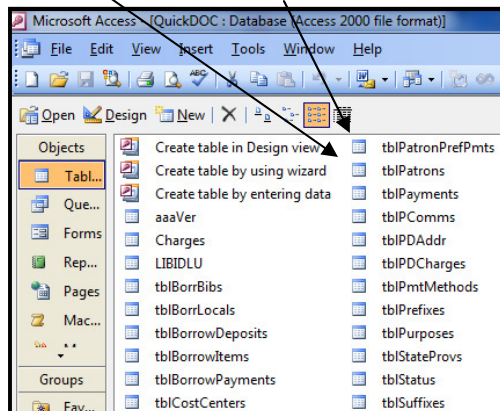 Microsoft Access - [QuickDOC : Database (Access 2000 file format)]
File Edit View Insert Tools Window Help
Open Design New
Objects
Tabl...
Que...
Forms
Rep...
Pages
Mac...
Groups
Fav...
Create table in Design view
Create table by using wizard
Create table by entering data
aaaVer
Charges
LIBIDLU
tblBorrBibs
tblBorrLocals
tblBorrowDeposits
tblBorrowItems
tblBorrowPayments
tblCostCenters
tblPatronPrefPmts
tblPatrons
tblPayments
tblPComms
tblPDAddr
tblPDCharges
tblPmtMethods
tblPrefixes
tblPurposes
tblStateProvs
tblStatus
tblSuffixes